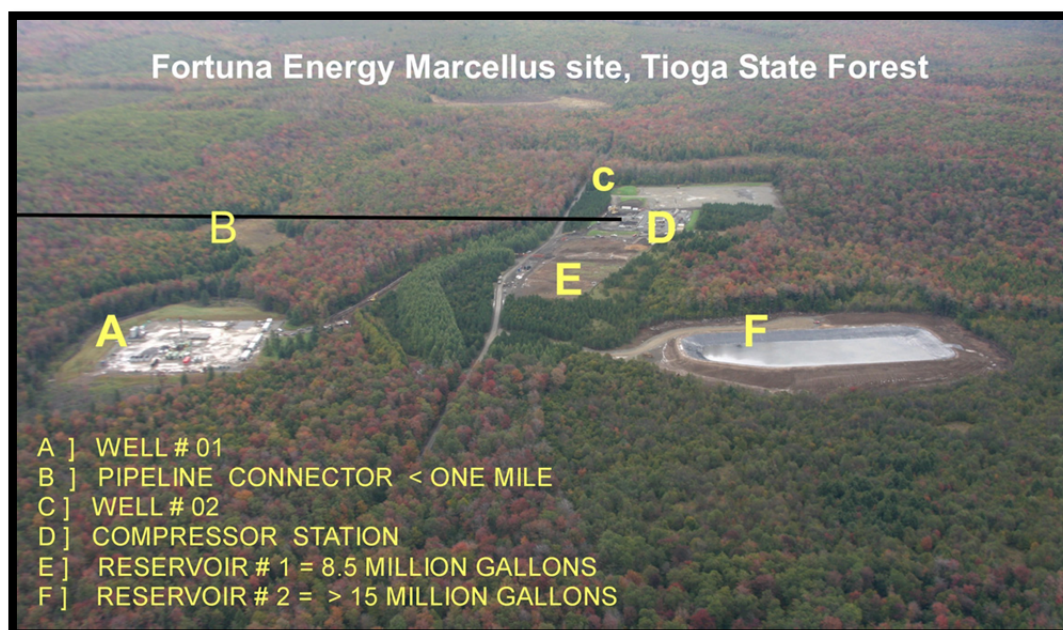 Fortuna Energy Marcellus site, Tioga State Forest
c
B
D
E
A
F
A ] WELL # 01
B ] PIPELINE CONNECTOR < ONE MILE
C ] WELL # 02
D ] COMPRESSOR STATION
E ] RESERVOIR # 1 = 8.5 MILLION GALLONS
F ] RESERVOIR # 2 = > 15 MILLION GALLONS